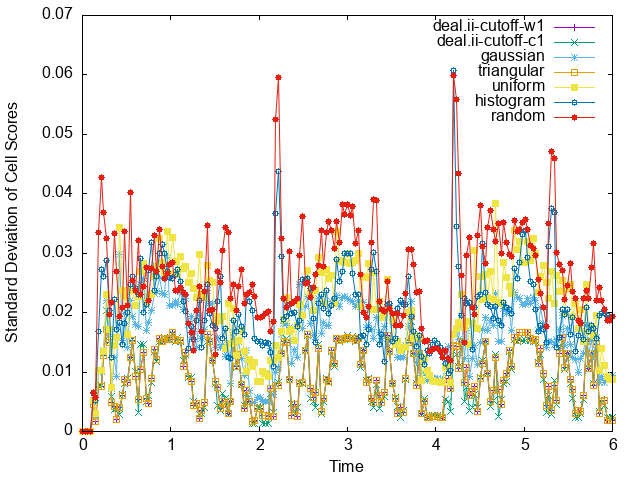 0.07
0.06
0.05
0.04
0.03
0.02
0.01
0
Standard Deviation of Cell Scores
deal.ii-cutoff-w1
deal.ii-cutoff-c1
gaussian
triangular
uniform
histogram
random
0 1 2 3 4 5 6
Time